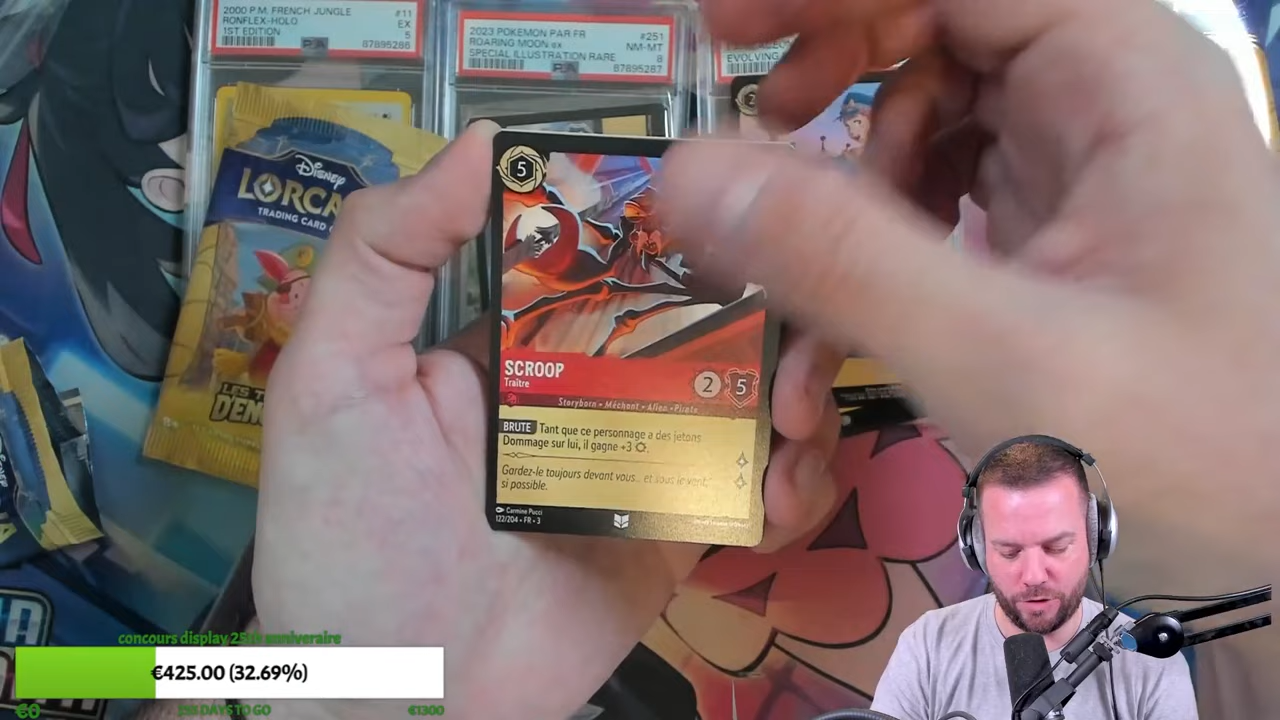 2000 P.M. FRENCH JUNGLE #11
RONFLEX-HOLO EX
1ST EDITION 5
87895286
2023 POKEMON PAR FR #251
ROARING MOON ex NM-MT
SPECIAL ILLUSTRATION RARE 8
87895287
EVOLVING
Disney
LORCA
TRADING CARD
LES T
DEN
5
SCROOP
Traître
2 5
Storyborn • Méchant • Alien • Pirate
BRUTE Tant que ce personnage a des jetons
Dommage sur lui, il gagne +3
Gardez-le toujours devant vous... et sous le vent,
si possible.
Carmine Pucci
122/204 • FR • 3
concours display 25th anniveraire
€425.00 (32.69%)
€0
DAYS TO GO
€1300